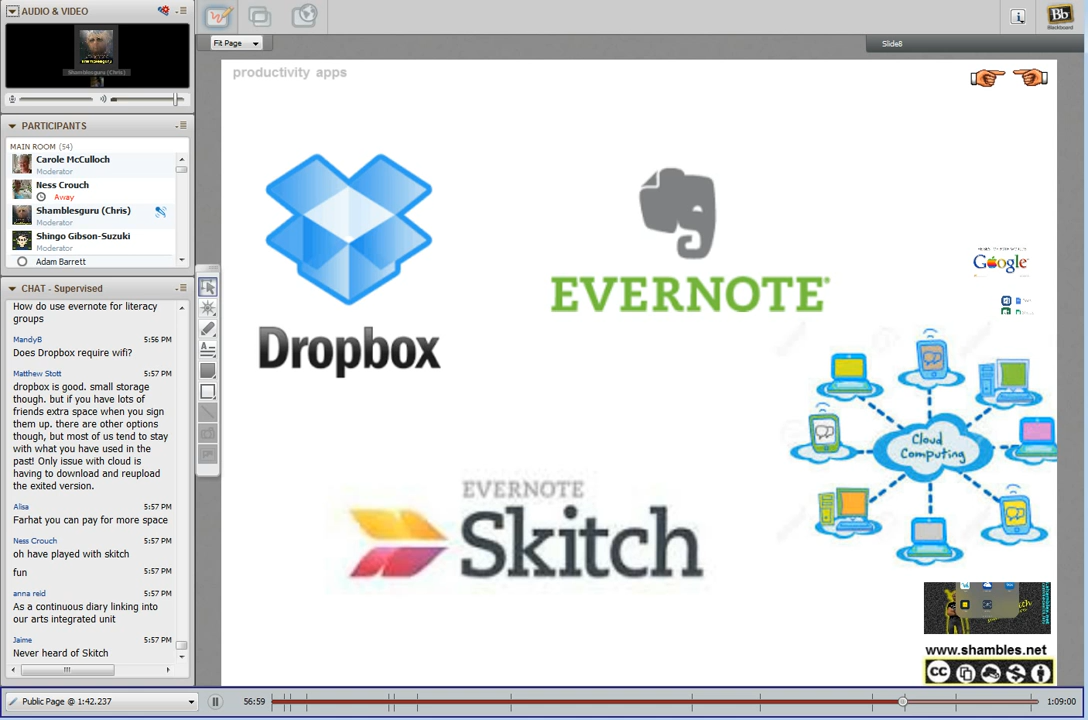 AUDIO & VIDEO
Shamblesguru (Chris)
PARTICIPANTS
MAIN ROOM (54)
Carole McCulloch
Moderator
Ness Crouch
Away
Shamblesguru (Chris)
Moderator
Shingo Gibson-Suzuki
Moderator
Adam Barrett
CHAT - Supervised
How do use evernote for literacy
groups
MandyB 5:56 PM
Does Dropbox require wifi?
Matthew Stott 5:57 PM
dropbox is good. small storage
though. but if you have lots of
friends extra space when you sign
them up. there are other options
though, but most of us tend to stay
with what you have used in the
past! Only issue with cloud is
having to download and reupload
the exited version.
Alisa 5:57 PM
Farhat you can pay for more space
Ness Crouch 5:57 PM
oh have played with skitch
fun 5:57 PM
anna reid 5:57 PM
As a continuous diary linking into
our arts integrated unit
Jaime 5:57 PM
Never heard of Skitch
Public Page @ 1:42.237
Fit Page
i
Bb
Blackboard
Slide8
productivity apps
Dropbox
EVERNOTE®
Google
Cloud
Computing
EVERNOTE
Skitch
www.shambles.net
CC
56:59
1:09:00